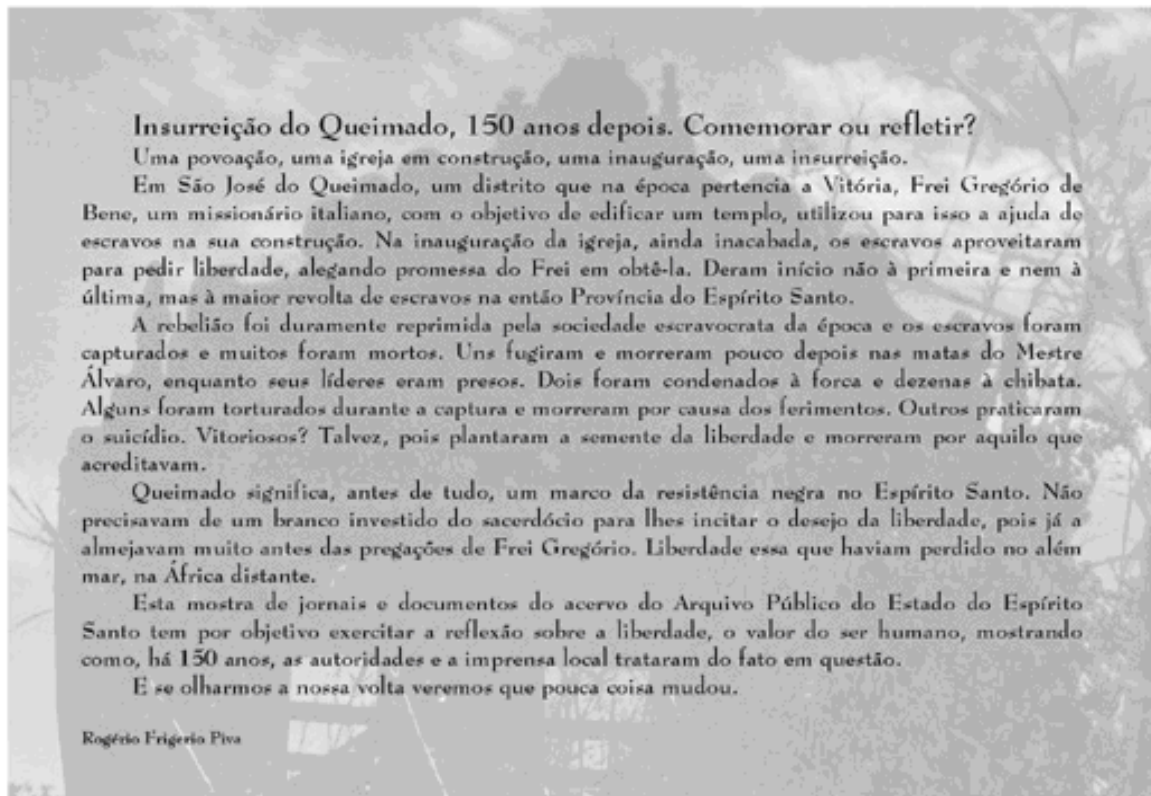 Insurreição do Queimado, 150 anos depois. Comemorar ou refletir?
Uma povoação, uma igreja em construção, uma inauguração, uma insurreição.
Em São José do Queimado, um distrito que na época pertencia a Vitória, Frei Gregório de
Bene, um missionário italiano, com o objetivo de edificar um templo, utilizou para isso a ajuda de
escravos na sua construção. Na inauguração da igreja, ainda inacabada, os escravos aproveitaram
para pedir liberdade, alegando promessa do Frei em obtê-la. Deram início não à primeira e nem à
última, mas à maior revolta de escravos na então Província do Espírito Santo.
A rebelião foi duramente reprimida pela sociedade escravocrata da época e os escravos foram
capturados e muitos foram mortos. Uns fugiram e morreram pouco depois nas matas do Mestre
Álvaro, enquanto seus líderes eram presos. Dois foram condenados à forca e dezenas à chibata.
Alguns foram torturados durante a captura e morreram por causa dos ferimentos. Outros praticaram
o suicídio. Vitoriosos? Talvez, pois plantaram a semente da liberdade e morreram por aquilo que
acreditavam.
Queimado significa, antes de tudo, um marco da resistência negra no Espírito Santo. Não
precisavam de um branco investido do sacerdócio para lhes incitar o desejo da liberdade, pois já a
almejavam muito antes das pregações de Frei Gregório. Liberdade essa que haviam perdido no além
mar, na África distante.
Esta mostra de jornais e documentos do acervo do Arquivo Público do Estado do Espírito
Santo tem por objetivo exercitar a reflexão sobre a liberdade, o valor do ser humano, mostrando
como, há 150 anos, as autoridades e a imprensa local trataram do fato em questão.
E se olharmos a nossa volta veremos que pouca coisa mudou.
Rogério Frigerio Piva